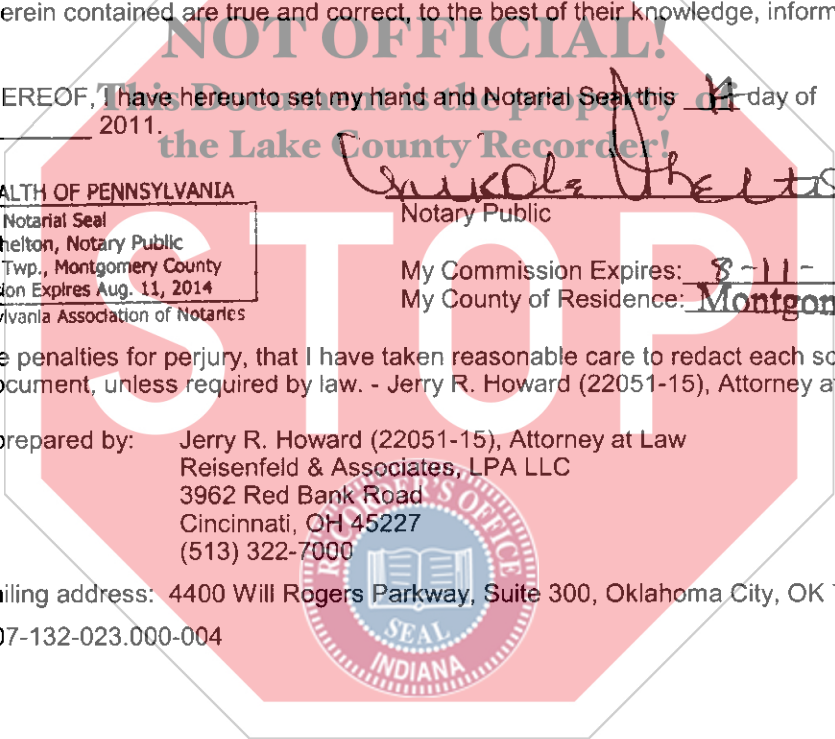 erein contained are true and correct, to the best of their knowledge, inform
NOT OFFICIAL!
EREOF, I have hereunto set my hand and Notarial Seal this day of
This Document is the property of
2011.
the Lake County Recorder!
ALTH OF PENNSYLVANIA
Notarial Seal
helton, Notary Public
Twp., Montgomery County
ion Expires Aug. 11, 2014
lvania Association of Notaries
Notary Public
My Commission Expires: 8-11-
My County of Residence: Montgom
STOP
e penalties for perjury, that I have taken reasonable care to redact each so
ocument, unless required by law. - Jerry R. Howard (22051-15), Attorney a
prepared by: Jerry R. Howard (22051-15), Attorney at Law
Reisenfeld & Associates, LPA LLC
3962 Red Bank Road
Cincinnati, OH 45227
(513) 322-7000
RECORDER'S OFFICE
ailing address: 4400 Will Rogers Parkway, Suite 300, Oklahoma City, OK
SEAL
07-132-023.000-004
INDIANA